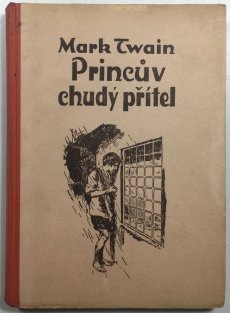 Mark Twain
Princův
chudý přítel